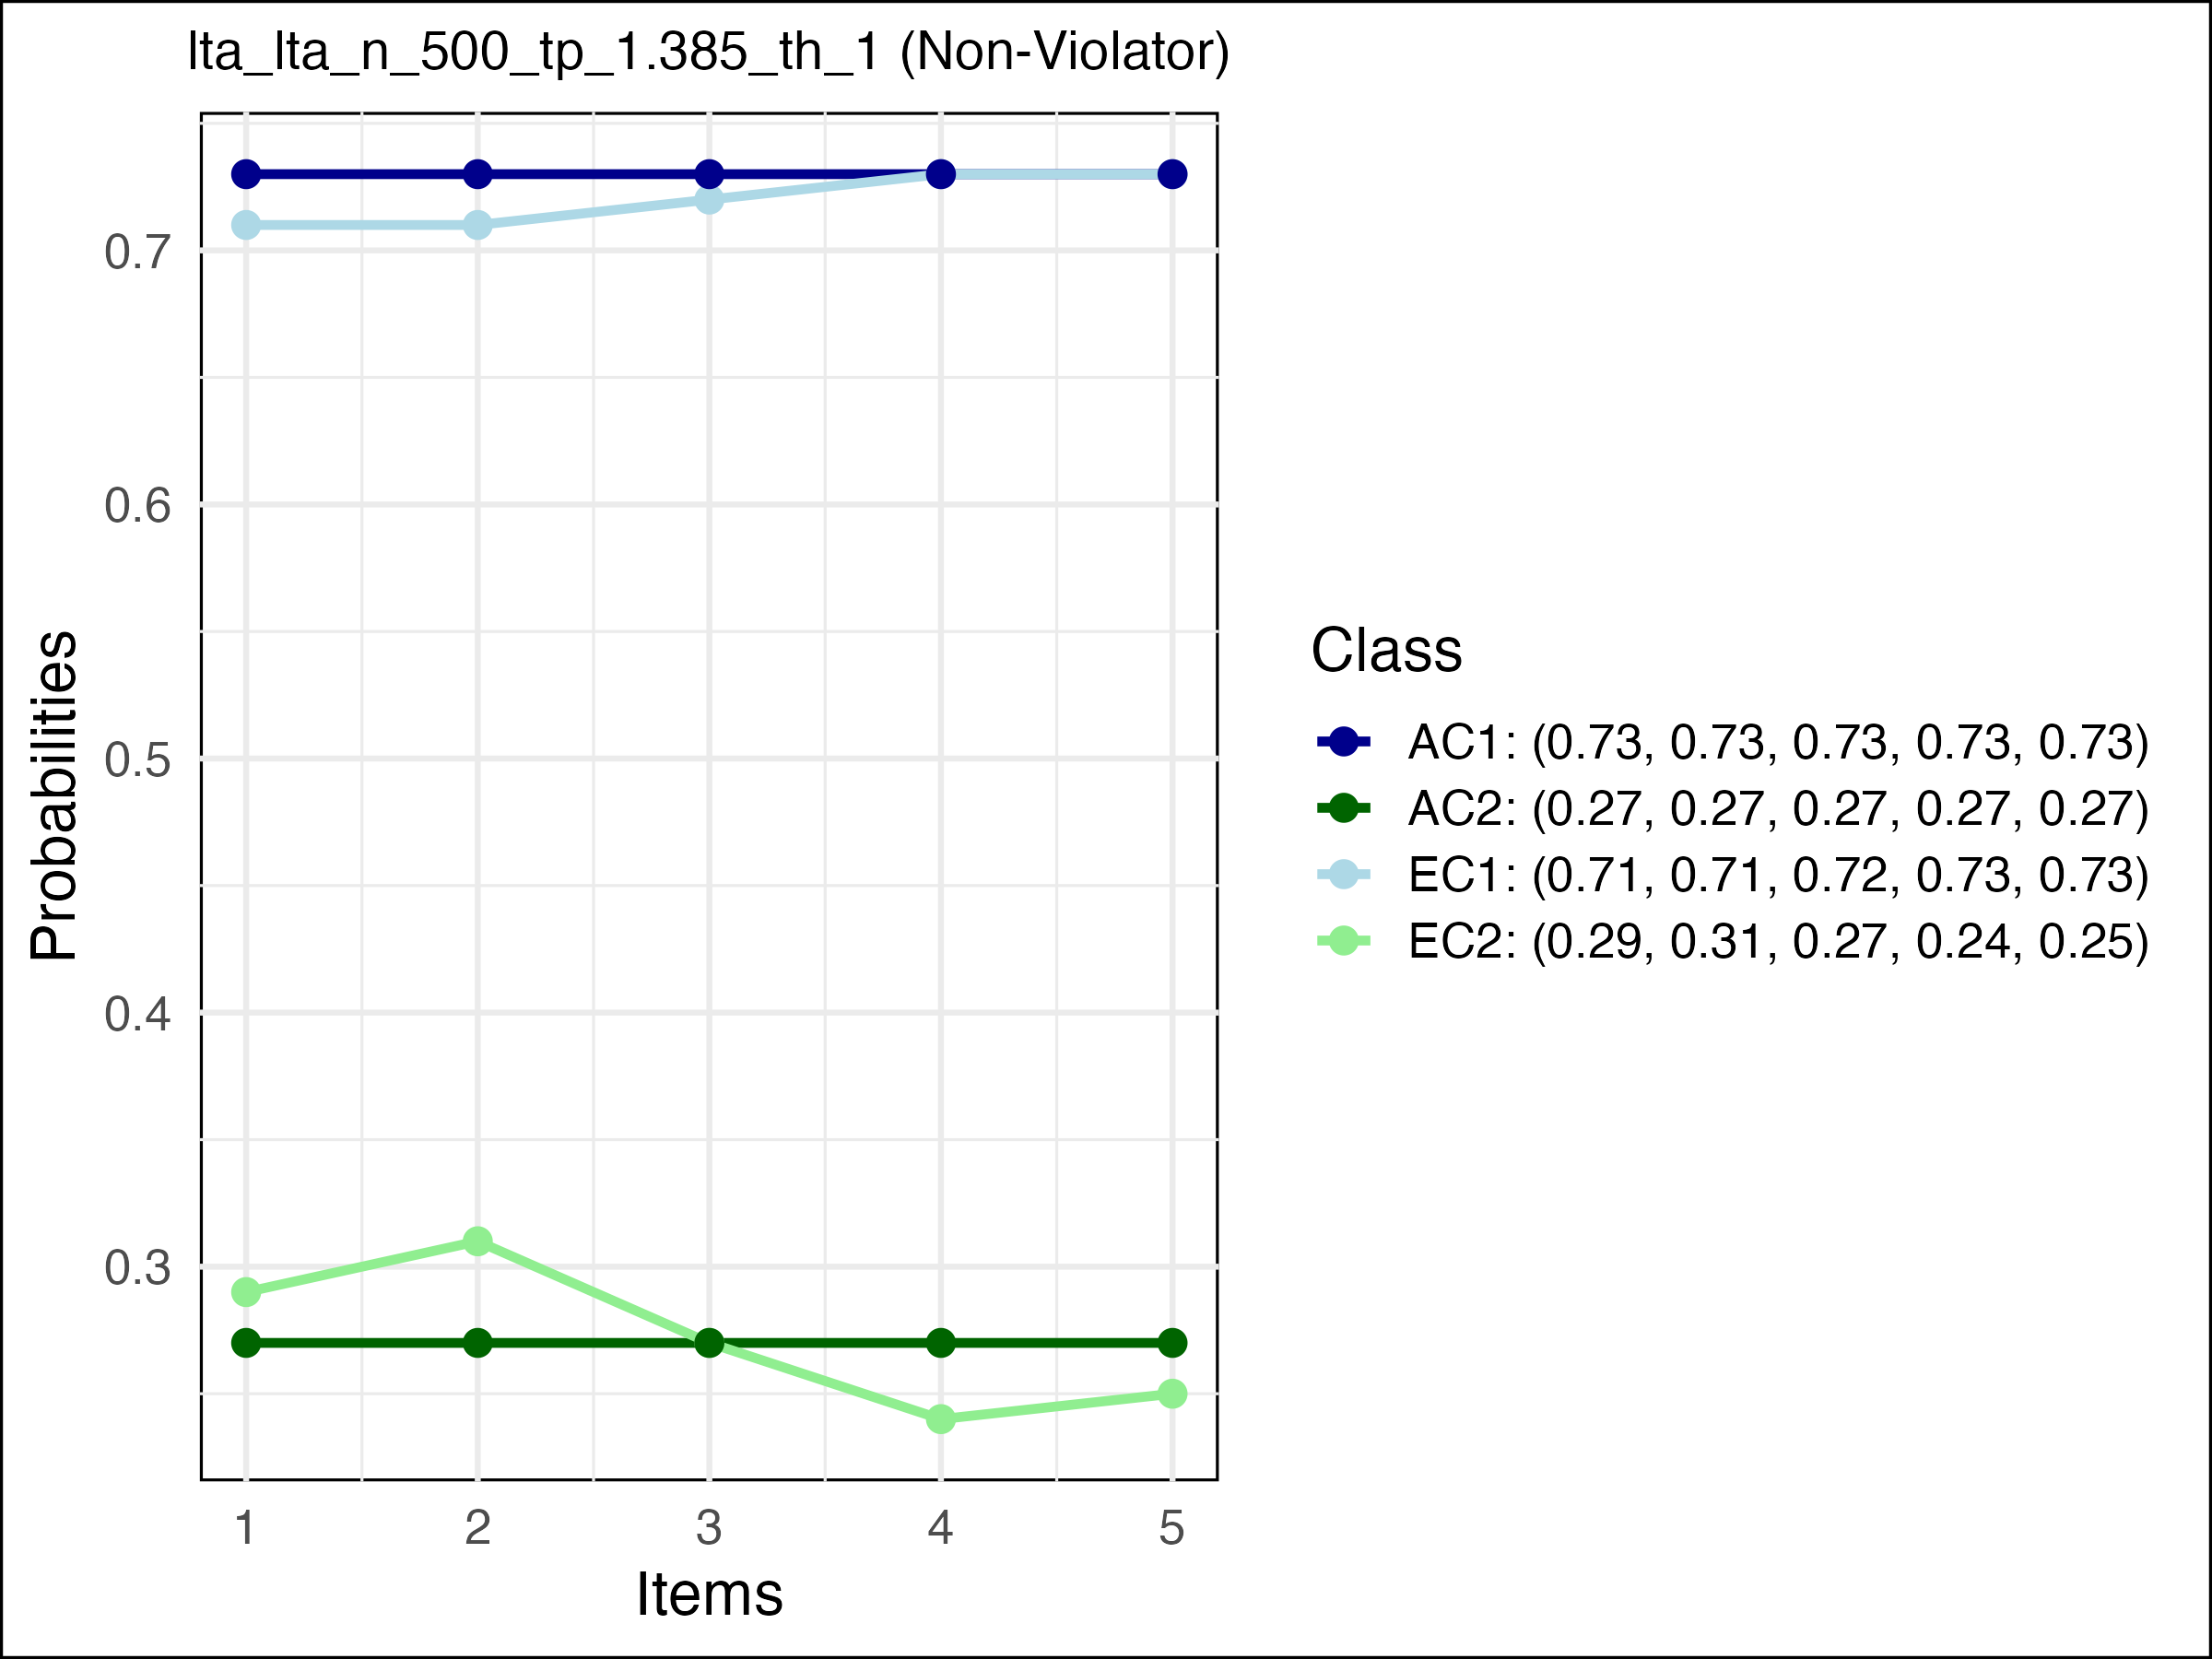 lta_lta_n_500_tp_1.385_th_1 (Non-Violator)
0.7
0.6
0.5
0.4
0.3
Probabilities
1 2 3 4 5
Items
Class
AC1: (0.73, 0.73, 0.73, 0.73, 0.73)
AC2: (0.27, 0.27, 0.27, 0.27, 0.27)
EC1: (0.71, 0.71, 0.72, 0.73, 0.73)
EC2: (0.29, 0.31, 0.27, 0.24, 0.25)